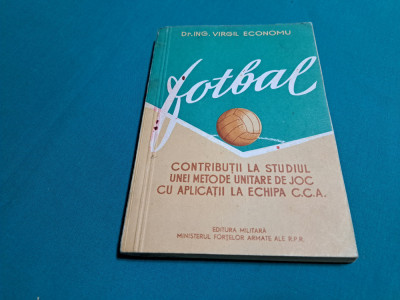 Dr. ING. VIRGIL ECONOMU
fotbal
CONTRIBUȚII LA STUDIUL
UNEI METODE UNITARE DE JOC
CU APLICAȚII LA ECHIPA C.C.A.
EDITURA MILITARĂ
MINISTERUL FORȚELOR ARMATE ALE R.P.R.